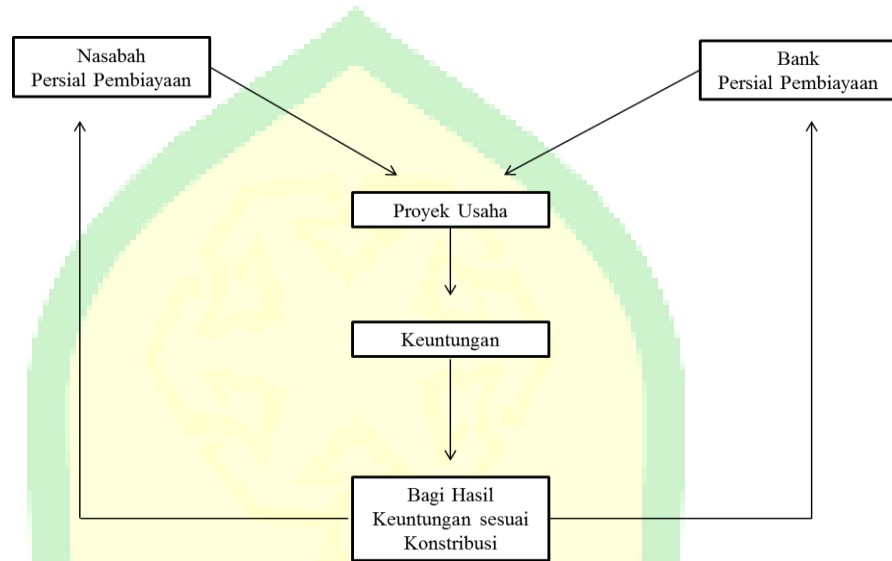 Nasabah
Persial Pembiayaan
Bank
Persial Pembiayaan
Proyek Usaha
Keuntungan
Bagi Hasil
Keuntungan sesuai
Konstribusi